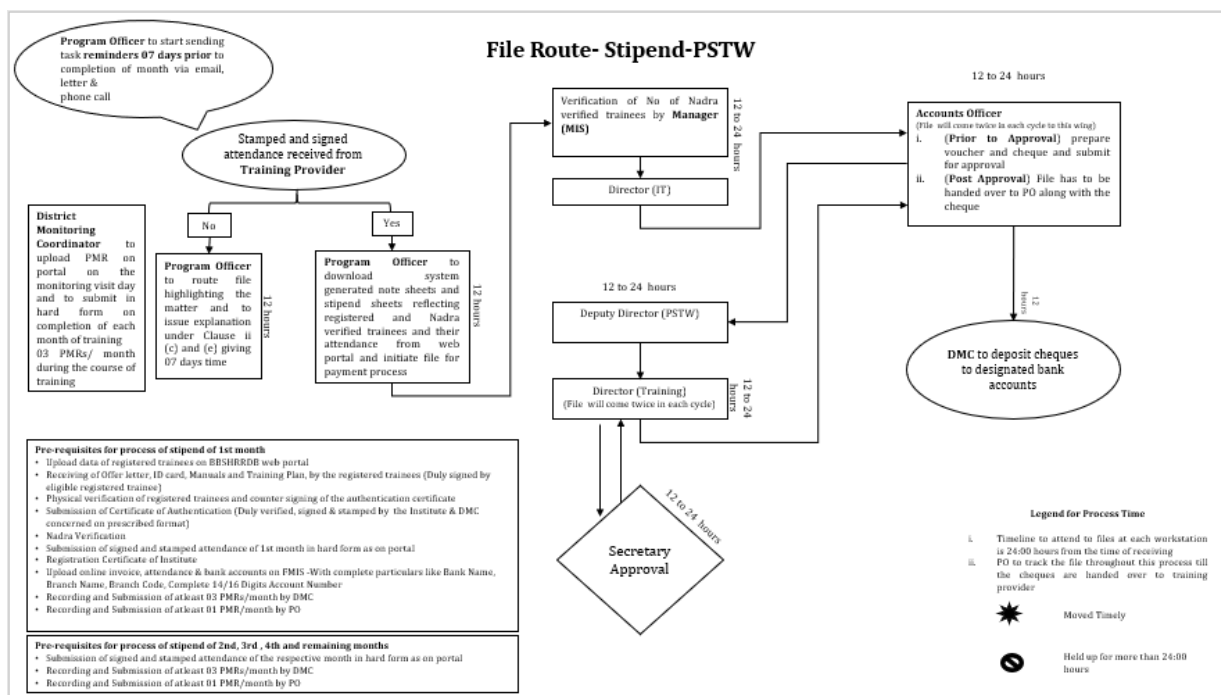 Program Officer to start sending
task reminders 07 days prior to
completion of month via email,
letter &
phone call
File Route- Stipend-PSTW
Stamped and signed
attendance received from
Training Provider
No
Yes
District
Monitoring
Coordinator to
upload PMR on
portal on the
monitoring visit
day and to submit in
hard form on
completion of each
month of training
03 PMRs/ month
during the course of
training
Program Officer
to route file
highlighting the
matter and to
issue explanation
under Clause ii
(c) and (e) giving
07 days time
12 hours
Program Officer to
download system
generated note sheets and
stipend sheets reflecting
registered and Nadra
verified trainees and their
attendance from web
portal and initiate file for
payment process
12 hours
Verification of No of Nadra
verified trainees by Manager
(MIS)
12 to 24 hours
Director (IT)
12 to 24 hours
Deputy Director (PSTW)
Director (Training)
(File will come twice in each cycle)
12 to 24
hours
Secretary
Approval
12 to 24 hours
12 to 24 hours
Accounts Officer
(File will come twice in each cycle to this wing)
i. (Prior to Approval) prepare
voucher and cheque and submit
for approval
ii. (Post Approval) File has to be
handed over to PO along with the
cheque
12
hours
DMC to deposit cheques
to designated bank
accounts
Pre-requisites for process of stipend of 1st month
• Upload data of registered trainees on BBSHRRDB web portal
• Receiving of Offer letter, ID card, Manuals and Training Plan, by the registered trainees (Duly signed by
eligible registered trainee)
• Physical verification of registered trainees and counter signing of the authentication certificate
• Submission of Certificate of Authentication (Duly verified, signed & stamped by the Institute & DMC
concerned on prescribed format)
• Nadra Verification
• Submission of signed and stamped attendance of 1st month in hard form as on portal
• Registration Certificate of Institute
• Upload online invoice, attendance & bank accounts on FMIS -With complete particulars like Bank Name,
Branch Name, Branch Code, Complete 14/16 Digits Account Number
• Recording and Submission of atleast 03 PMRs/month by DMC
• Recording and Submission of atleast 01 PMR/month by PO
Pre-requisites for process of stipend of 2nd, 3rd , 4th and remaining months
• Submission of signed and stamped attendance of the respective month in hard form as on portal
• Recording and Submission of atleast 03 PMRs/month by DMC
• Recording and Submission of atleast 01 PMR/month by PO
Legend for Process Time
i. Timeline to attend to files at each workstation
is 24:00 hours from the time of receiving
ii. PO to track the file throughout this process till
the cheques are handed over to training
provider
Moved Timely
Held up for more than 24:00
hours